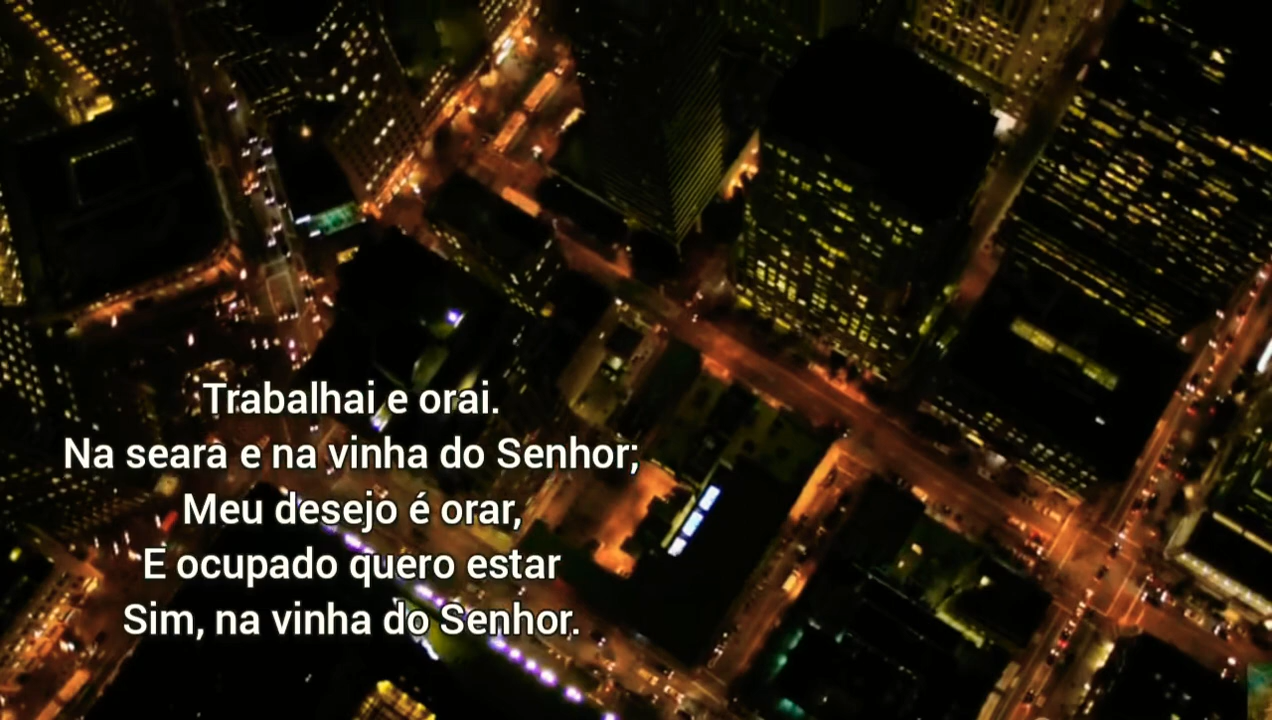 Trabalhai e orai.
Na seara e na vinha do Senhor;
Meu desejo é orar,
E ocupado quero estar
Sim, na vinha do Senhor.